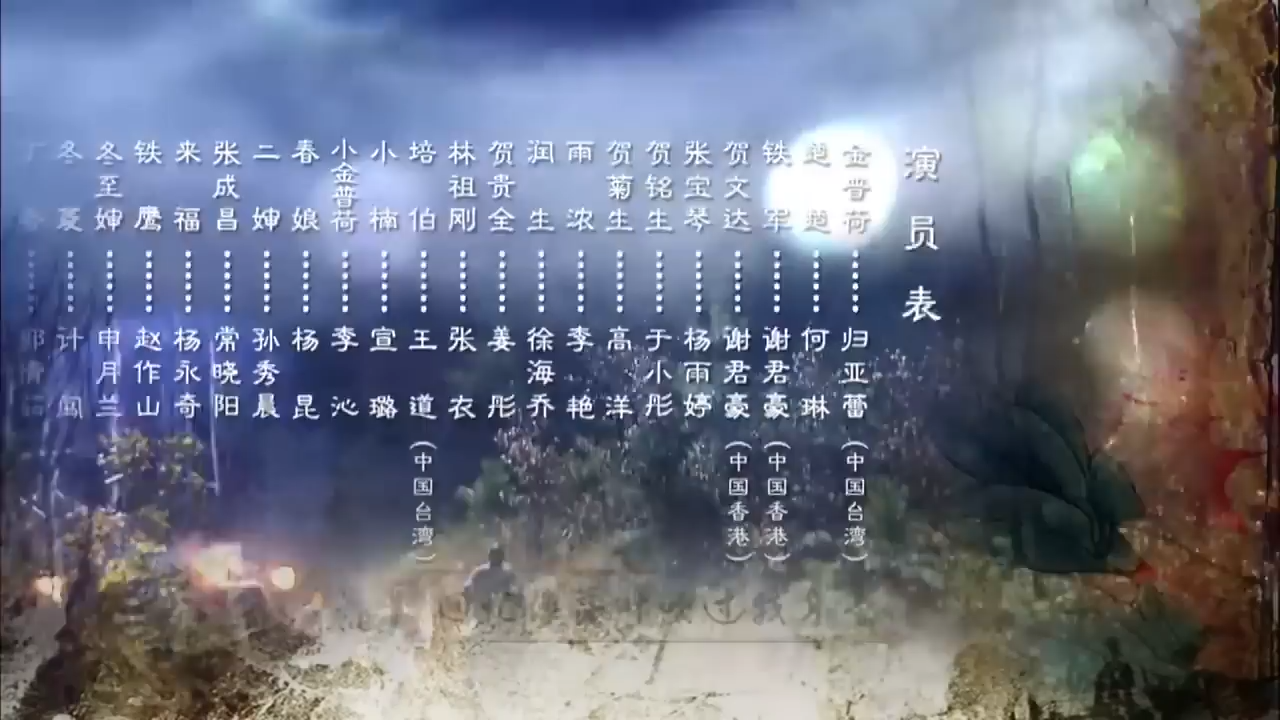 演员表
金普荷……归亚蕾(中国台湾)
楚楚……何琳
铁军……谢君豪(中国香港)
贺文达……谢君豪(中国香港)
张宝琴……杨雨婷
贺铭生……于小彤
贺菊生……高洋
雨浓……李艳
润生……徐海乔
贺贵全……姜彤
林祖刚……张衣
培伯……王道(中国台湾)
小楠……宣璐
小金普荷……李沁
春娘……杨昆
二婶……孙秀晨
张成昌……常晓阳
来福……杨永奇
铁鹰……赵作山
冬至婶……申月兰
冬夏……计